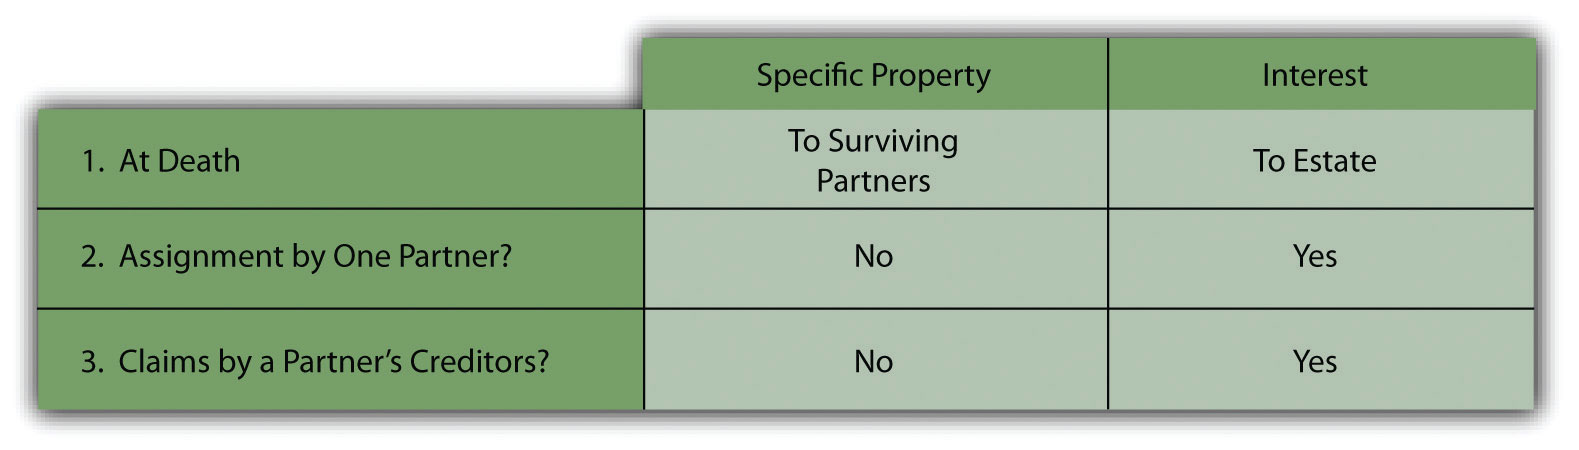 Specific Property
Interest
1. At Death
To Surviving
Partners
To Estate
2. Assignment by One Partner?
No
Yes
3. Claims by a Partner’s Creditors?
No
Yes